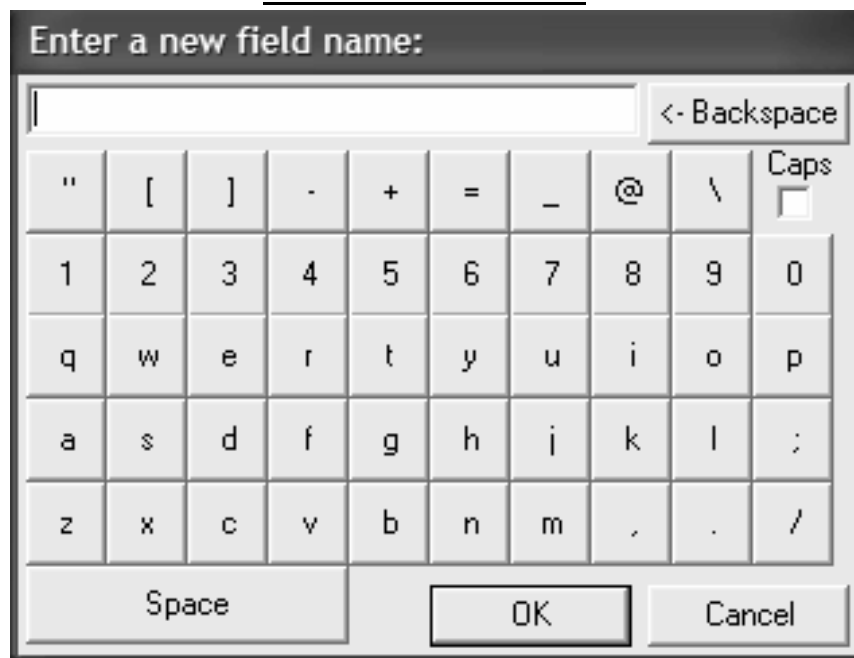 Enter a new field name:
<- Backspace
" [ ] - + = _ @ \ Caps
1 2 3 4 5 6 7 8 9 0
q w e r t y u i o p
a s d f g h j k l ;
z x c v b n m , . /
Space OK Cancel